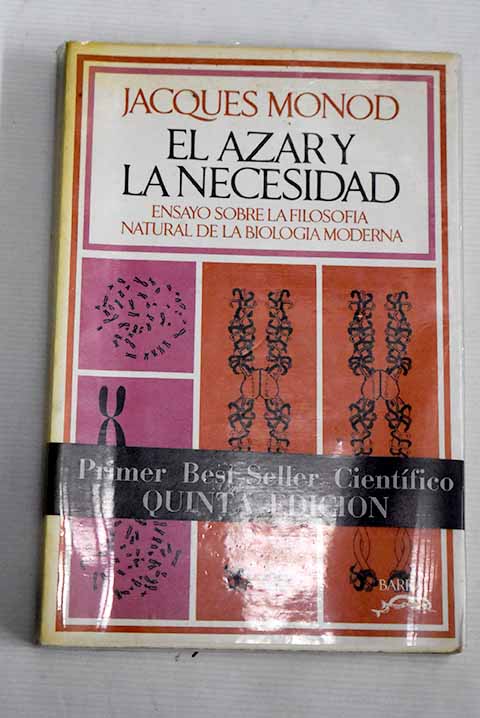 JACQUES MONOD
EL AZAR Y
LA NECESIDAD
ENSAYO SOBRE LA FILOSOFIA
NATURAL DE LA BIOLOGIA MODERNA
Primer Best-Seller Científico
QUINTA EDICION